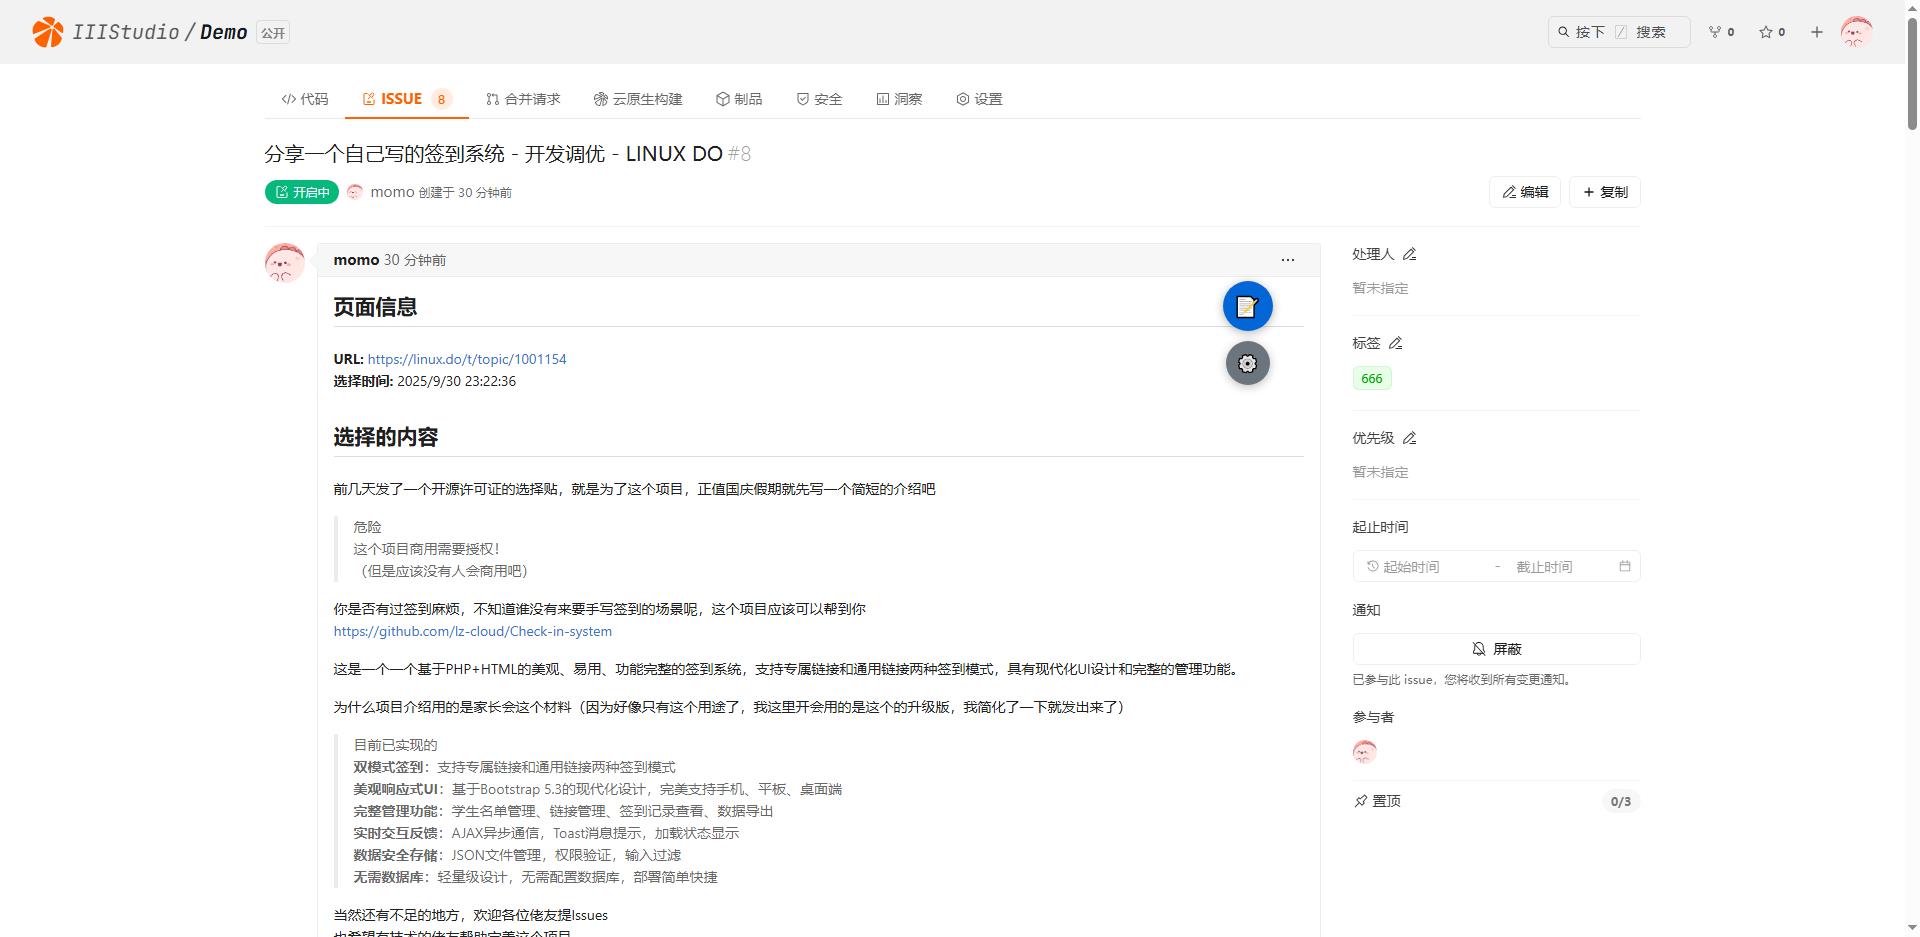 IIIStudio / Demo 公开
按下 / 搜索 0 0
代码 ISSUE 8 合并请求 云原生构建 制品 安全 洞察 设置
分享一个自己写的签到系统 - 开发调优 - LINUX DO #8
开启中 momo 创建于 30 分钟前
编辑 复制
momo 30 分钟前
页面信息
URL: https://linux.do/t/topic/1001154
选择时间: 2025/9/30 23:22:36
选择的内容
前几天发了一个开源许可证的选择贴，就是为了这个项目，正值国庆假期就先写一个简短的介绍吧
危险
这个项目商用需要授权！
（但是应该没有人会商用吧）
你是否有过签到麻烦，不知道谁没有来要手写签到的场景呢，这个项目应该可以帮到你
https://github.com/lz-cloud/Check-in-system
这是一个一个基于PHP+HTML的美观、易用、功能完整的签到系统，支持专属链接和通用链接两种签到模式，具有现代化UI设计和完整的管理功能。
为什么项目介绍用的是家长会这个材料（因为好像只有这个用途了，我这里开会用的是这个的升级版，我简化了一下就发出来了）
目前已实现的
双模式签到：支持专属链接和通用链接两种签到模式
美观响应式UI：基于Bootstrap 5.3的现代化设计，完美支持手机、平板、桌面端
完整管理功能：学生名单管理、链接管理、签到记录查看、数据导出
实时交互反馈：AJAX异步通信，Toast消息提示，加载状态显示
数据安全存储：JSON文件管理，权限验证，输入过滤
无需数据库：轻量级设计，无需配置数据库，部署简单快捷
当然还有不足的地方，欢迎各位佬友提Issues
也希望有技术的佬友帮助完善这个项目
处理人
暂未指定
标签
666
优先级
暂未指定
起止时间
起始时间 - 截止时间
通知
屏蔽
已参与此 issue，您将收到所有变更通知。
参与者
置顶 0/3